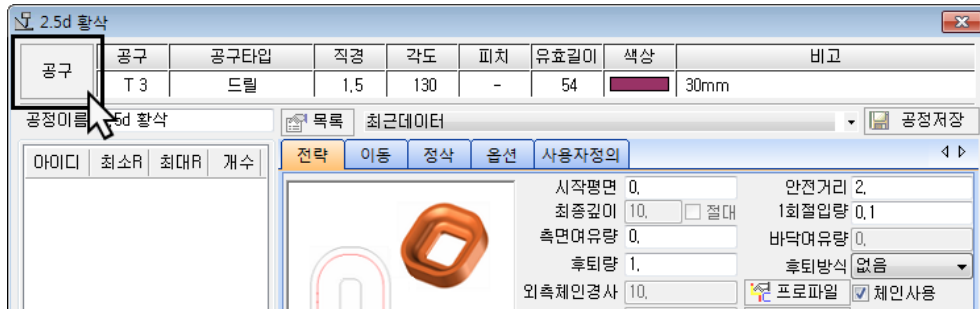 2.5d 황삭
공구 공구 공구타입 직경 각도 피치 유효길이 색상 비고
T 3 드릴 1.5 130 - 54 30mm
공정이름 5d 황삭 목록 최근데이터 공정저장
아이디 최소R 최대R 개수 전략 이동 정삭 옵션 사용자정의
시작평면 0. 안전거리 2.
최종깊이 10. 절대 1회절입량 0.1
측면여유량 0. 바닥여유량 0.
후퇴량 1. 후퇴방식 없음
외측체인경사 10. 프로파일 체인사용